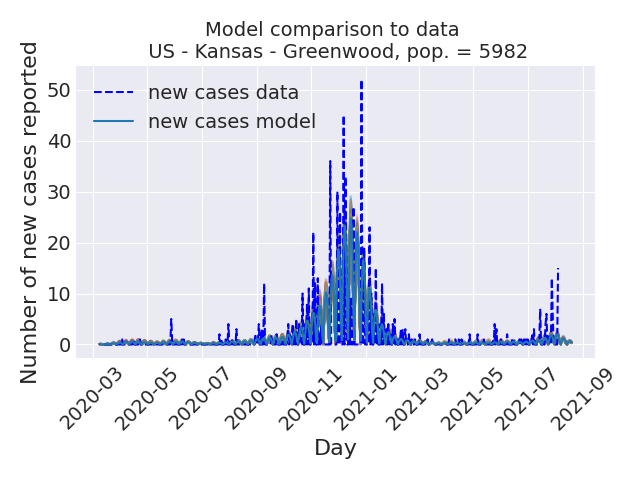 Model comparison to data
US - Kansas - Greenwood, pop. = 5982
Number of new cases reported
50
40
30
20
10
0
new cases data
new cases model
2020-03
2020-05
2020-07
2020-09
2020-11
2021-01
2021-03
2021-05
2021-07
2021-09
Day